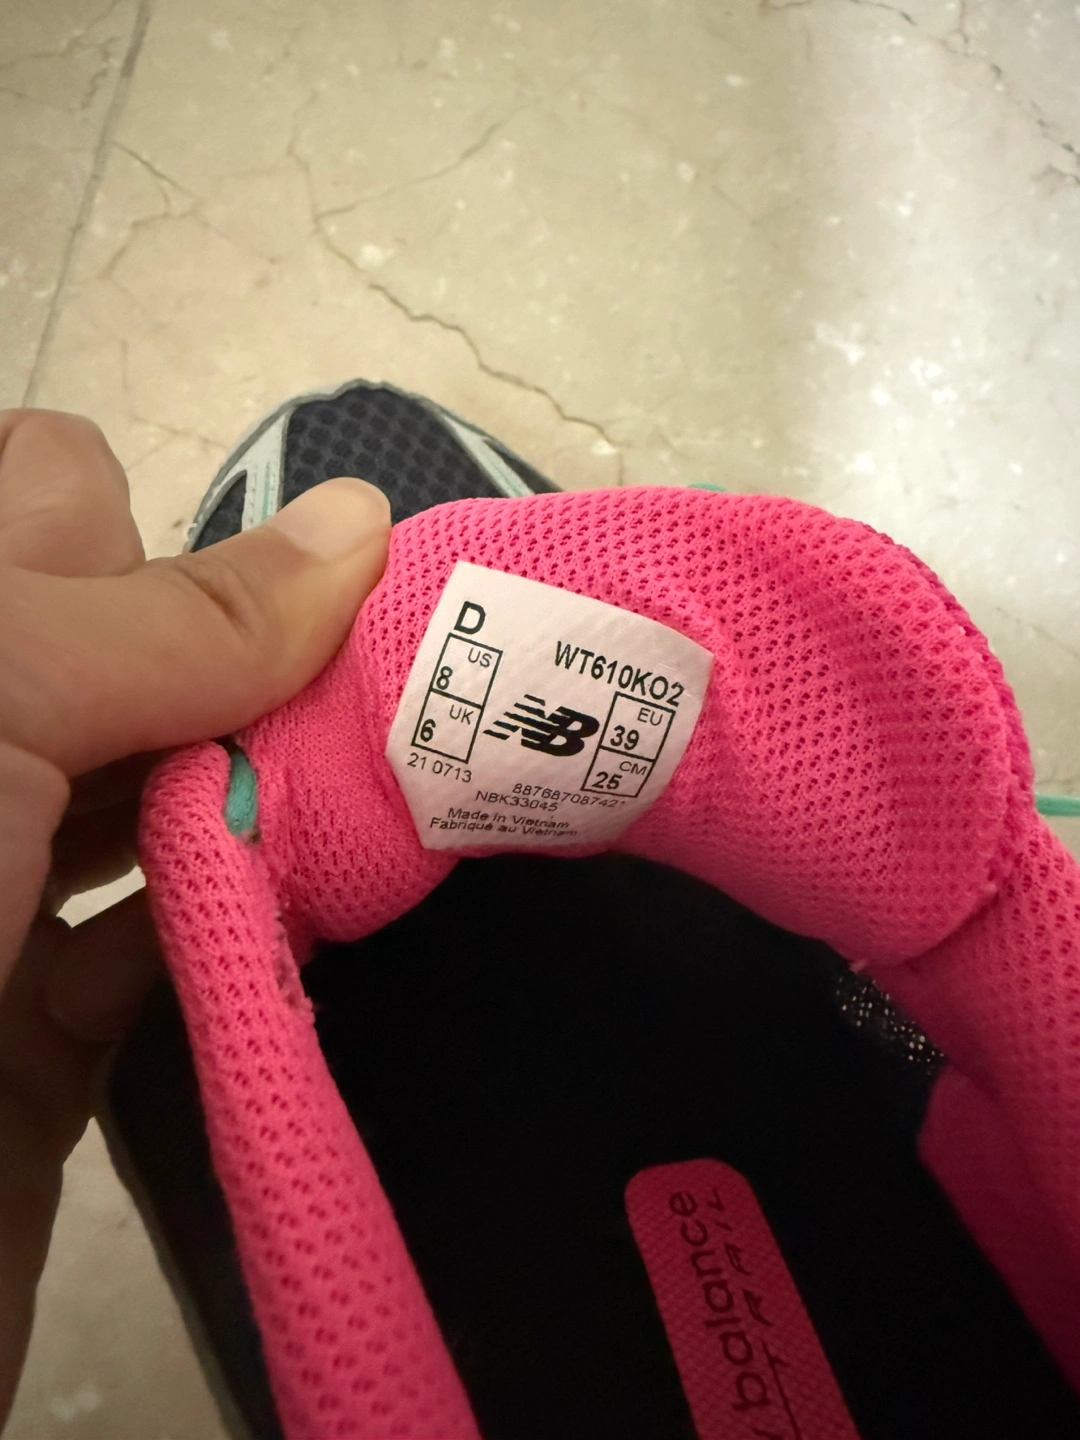 D
WT610KO2
US
8
UK
6
NB
EU
39
CM
25
21 0713
887687087421
NBK33045
Made in Vietnam
Fabriqué au Vietnam
balance